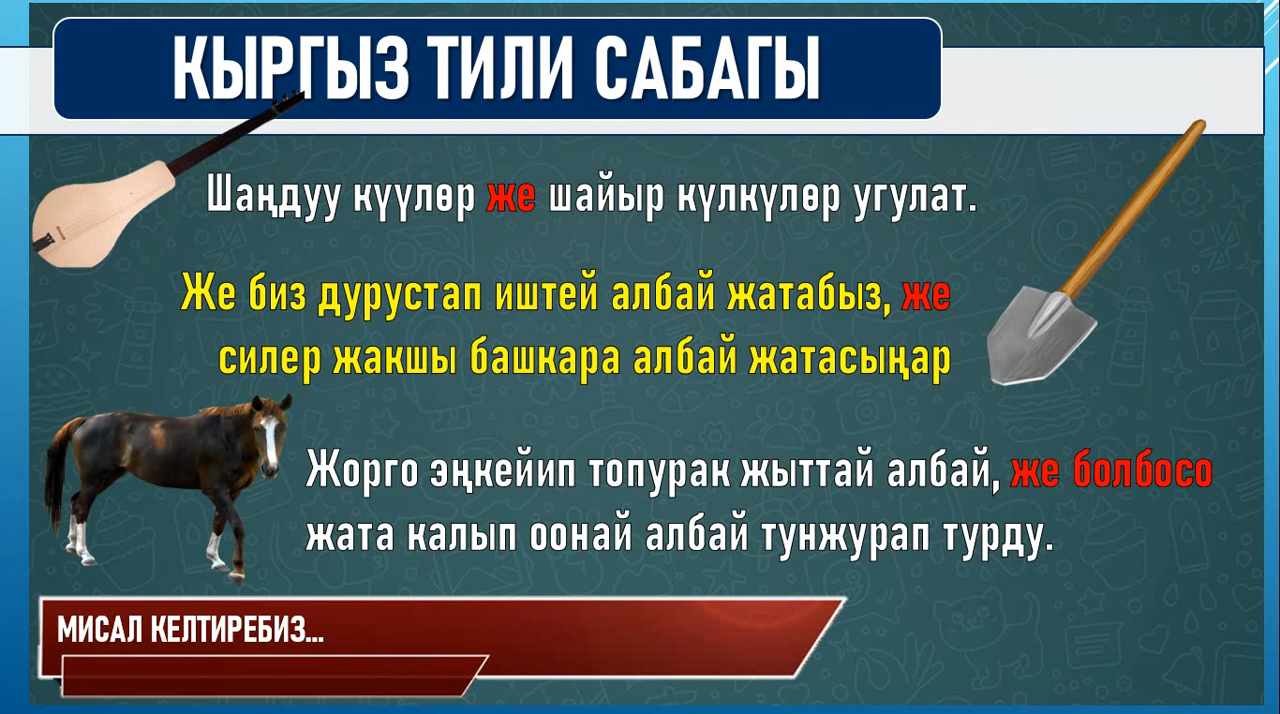 КЫРГЫЗ ТИЛИ САБАГЫ
Шаңдуу күүлөр же шайыр күлкүлөр угулат.
Же биз дурустап иштей албай жатабыз, же
силер жакшы башкара албай жатасыңар
Жорго эңкейип топурак жыттай албай, же болбосо
жата калып оонай албай тунжурап турду.
МИСАЛ КЕЛТИРЕБИЗ...